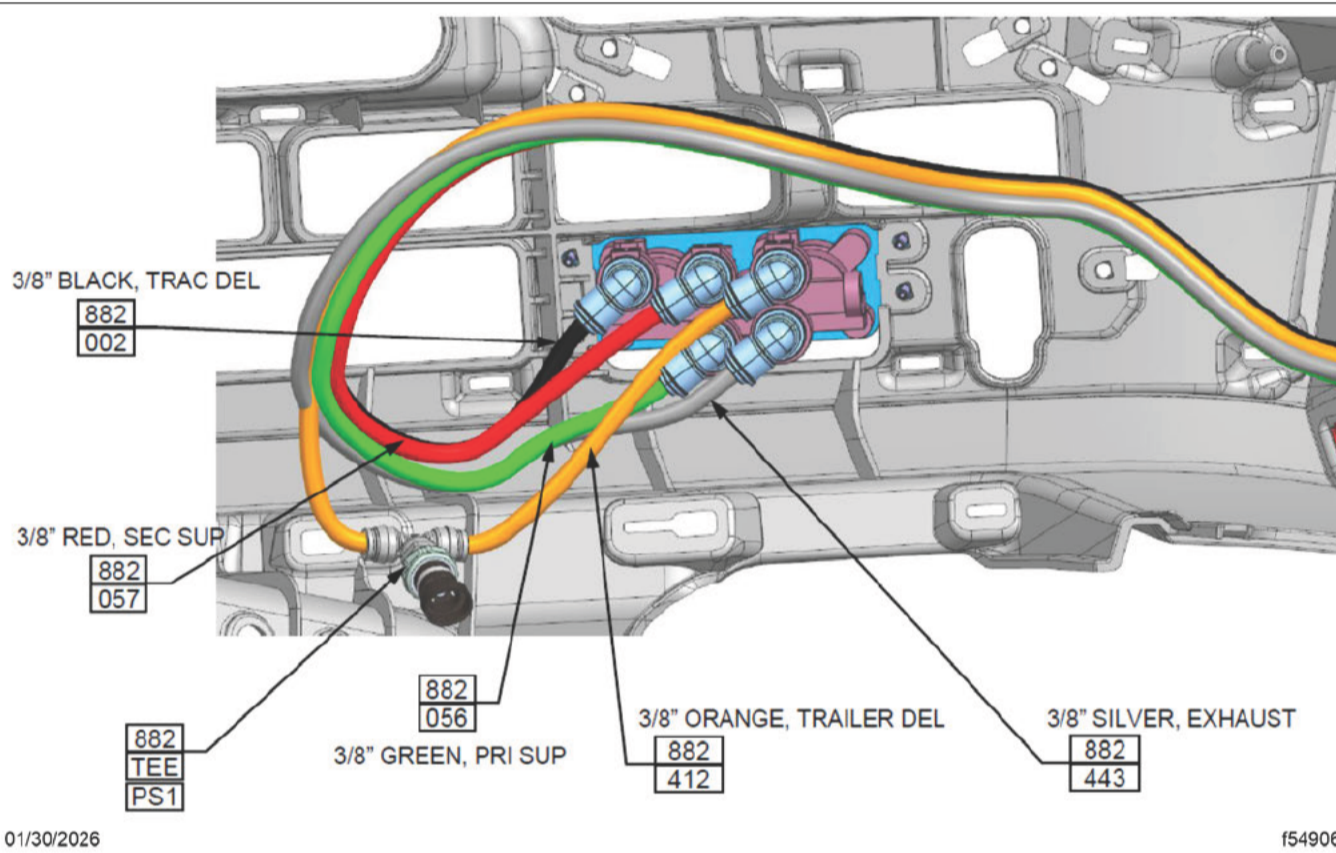 3/8" BLACK, TRAC DEL
882
002
3/8" RED, SEC SUP
882
057
882
TEE
PS1
882
056
3/8" GREEN, PRI SUP
3/8" ORANGE, TRAILER DEL
882
412
3/8" SILVER, EXHAUST
882
443
01/30/2026
f54906